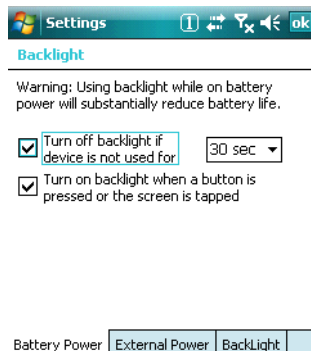 Settings 1 ok
Backlight
Warning: Using backlight while on battery
power will substantially reduce battery life.
Turn off backlight if
device is not used for 30 sec
Turn on backlight when a button is
pressed or the screen is tapped
Battery Power External Power BackLight